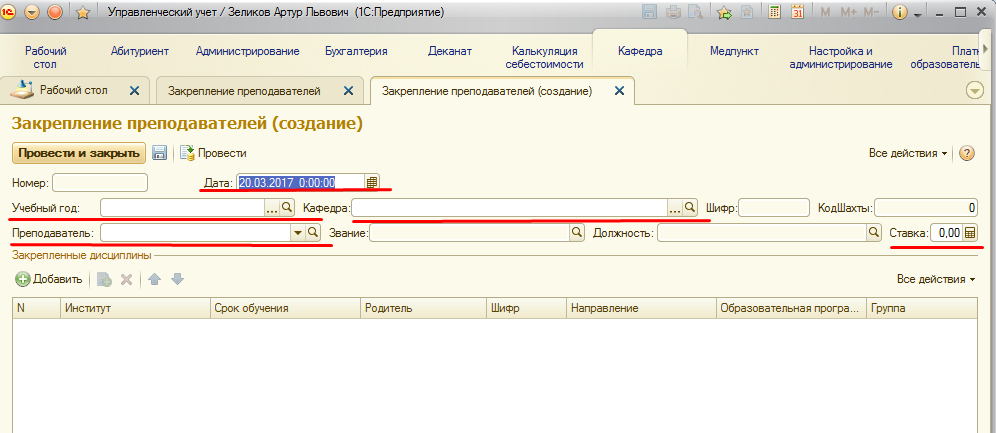 Управленческий учет / Зеликов Артур Львович (1С:Предприятие)
M M+ M-
Рабочий стол Абитуриент Администрирование Бухгалтерия Деканат Калькуляция себестоимости Кафедра Медпункт Настройка и администрирование Плат образователь
Рабочий стол Закрепление преподавателей Закрепление преподавателей (создание)
Закрепление преподавателей (создание)
Провести и закрыть Провести Все действия
Номер: Дата: 20.03.2017 0:00:00
Учебный год: Кафедра: Шифр: КодШахты: 0
Преподаватель: Звание: Должность: Ставка: 0,00
Закрепленные дисциплины
Добавить Все действия
N Институт Срок обучения Родитель Шифр Направление Образовательная програ... Группа